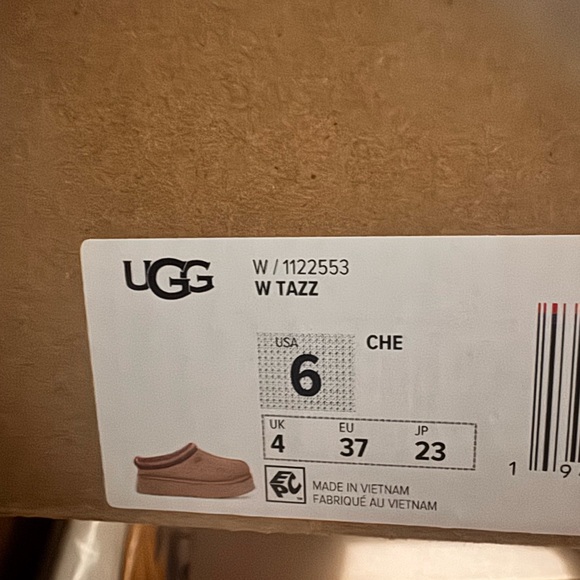 UGG
W / 1122553
W TAZZ
USA
6
CHE
UK EU JP
4 37 23
MADE IN VIETNAM
FABRIQUÉ AU VIETNAM
1 9